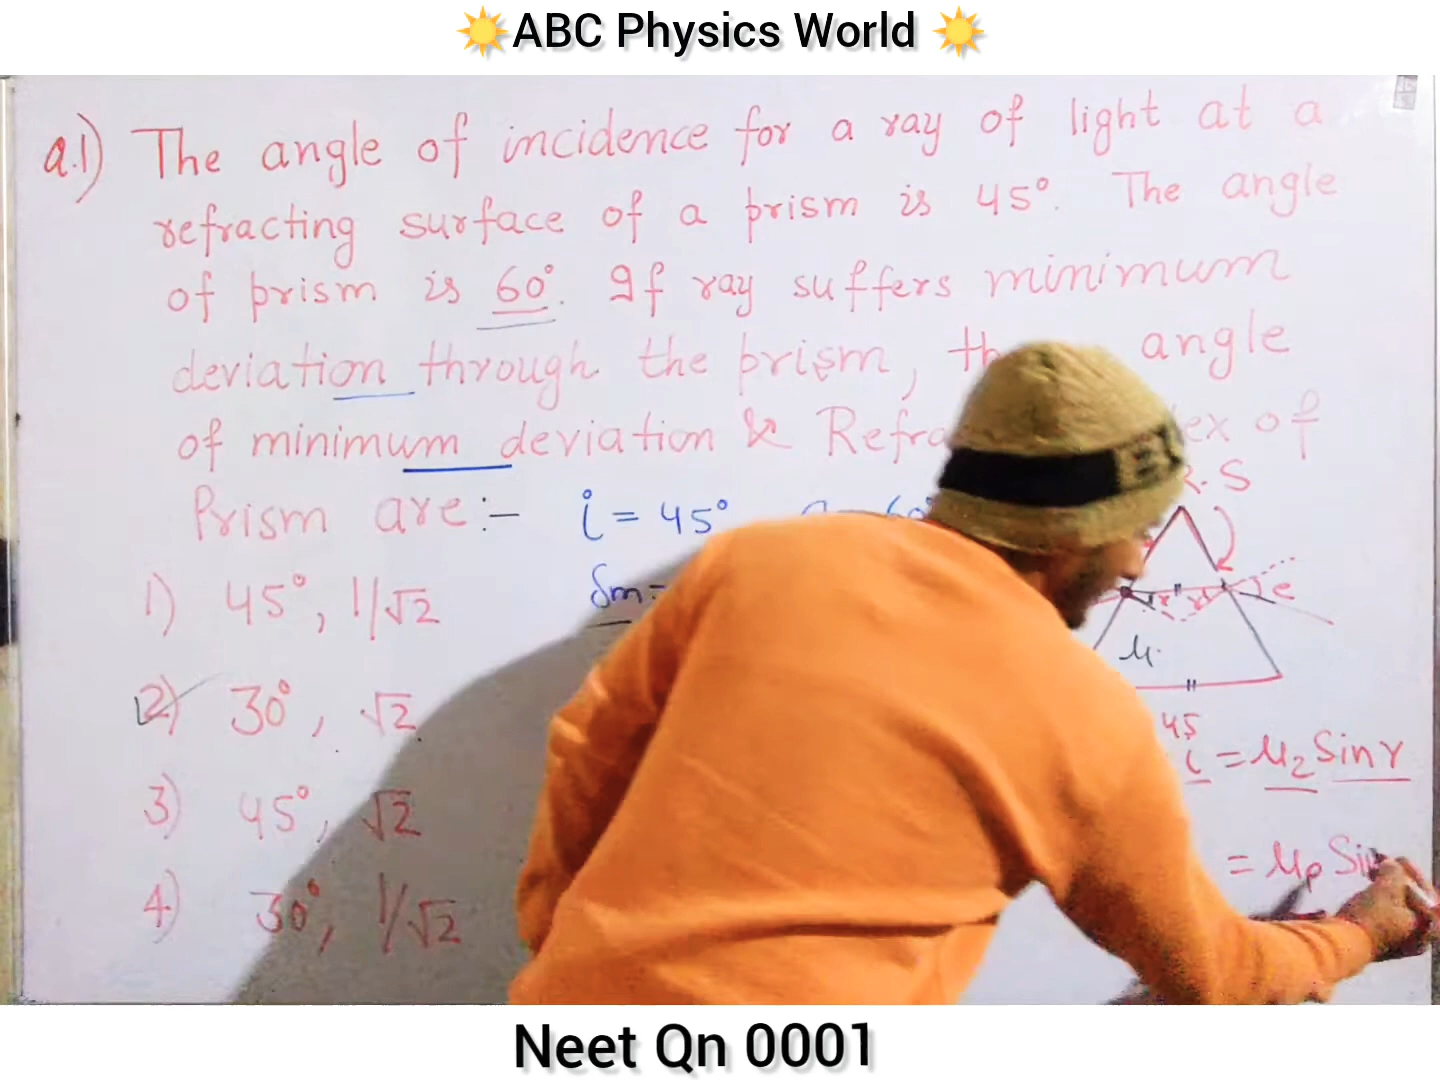 ABC Physics World
Q.1) The angle of incidence for a ray of light at a
refracting surface of a prism is 45°. The angle
of prism is 60°. If ray suffers minimum
deviation through the prism, angle
of minimum deviation & of
Prism are:- i = 45°
δm=
1) 45°, 1/√2
2) 30°, √2
3) 45°, √2
4) 30°, 1/√2
e
μ
45
i = μ2 Sin r
= μp
Neet Qn 0001